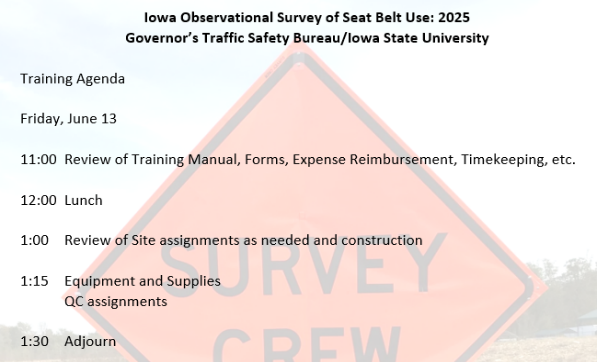 Iowa Observational Survey of Seat Belt Use: 2025
Governor's Traffic Safety Bureau/Iowa State University
Training Agenda
Friday, June 13
11:00 Review of Training Manual, Forms, Expense Reimbursement, Timekeeping, etc.
12:00 Lunch
1:00 Review of Site assignments as needed and construction
1:15 Equipment and Supplies
QC assignments
1:30 Adjourn
SURVEY
CREW